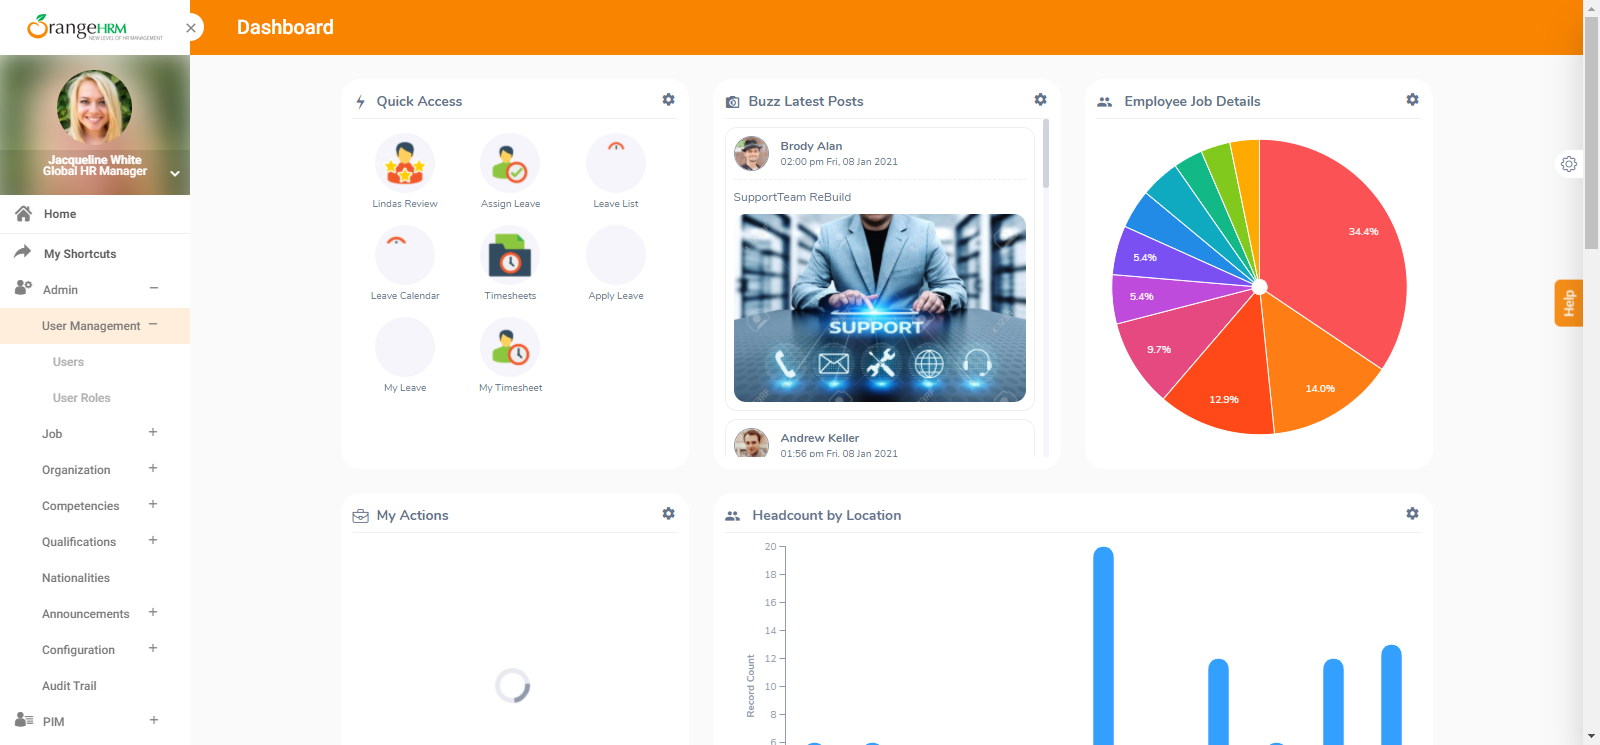 OrangeHRM
NEW LEVEL OF HR MANAGEMENT
Dashboard
Jacqueline White
Global HR Manager
Home
My Shortcuts
Admin
User Management
Users
User Roles
Job
Organization
Competencies
Qualifications
Nationalities
Announcements
Configuration
Audit Trail
PIM
Quick Access
Lindas Review
Assign Leave
Leave List
Leave Calendar
Timesheets
Apply Leave
My Leave
My Timesheet
Buzz Latest Posts
Brody Alan
02:00 pm Fri, 08 Jan 2021
SupportTeam ReBuild
SUPPORT
Andrew Keller
01:56 pm Fri, 08 Jan 2021
Employee Job Details
34.4%
14.0%
12.9%
9.7%
5.4%
5.4%
Help
My Actions
Headcount by Location
Record Count
20
18
16
14
12
10
8
6